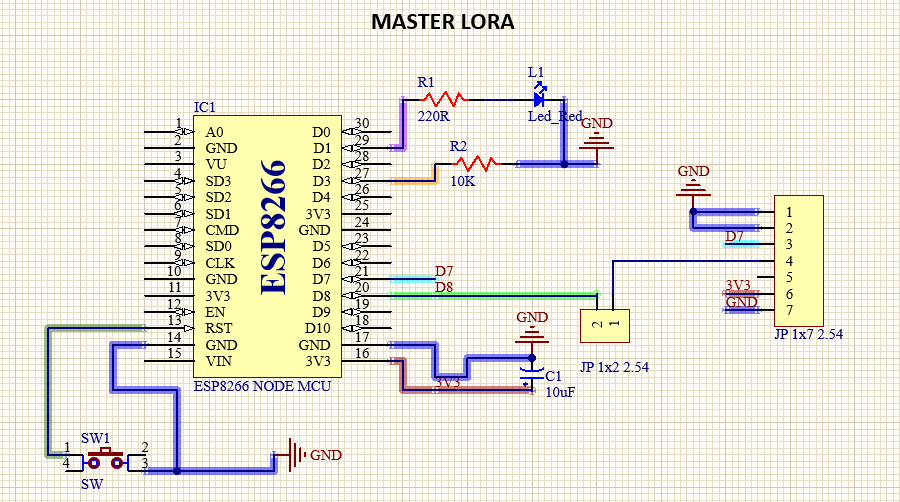 MASTER LORA
L1
R1
IC1
220R
Led_Red
GND
1 A0 D0 30
2 GND D1 29
R2
3 VU D2 28
4 SD3 D3 27
10K
GND
5 SD2 D4 26
6 SD1 3V3 25
1
7 CMD GND 24
2
8 SD0 D5 23
D7 3
9 CLK D6 22
4
10 GND D7 21 D7
5
11 3V3 D8 20 D8
3V3 6
12 EN D9 19
GND 7
13 RST D10 18
GND
2 1
JP 1x7 2.54
14 GND GND 17
15 VIN 3V3 16
ESP8266
JP 1x2 2.54
ESP8266 NODE MCU
3V3
C1
10uF
SW1
1 2
4 3
GND
SW